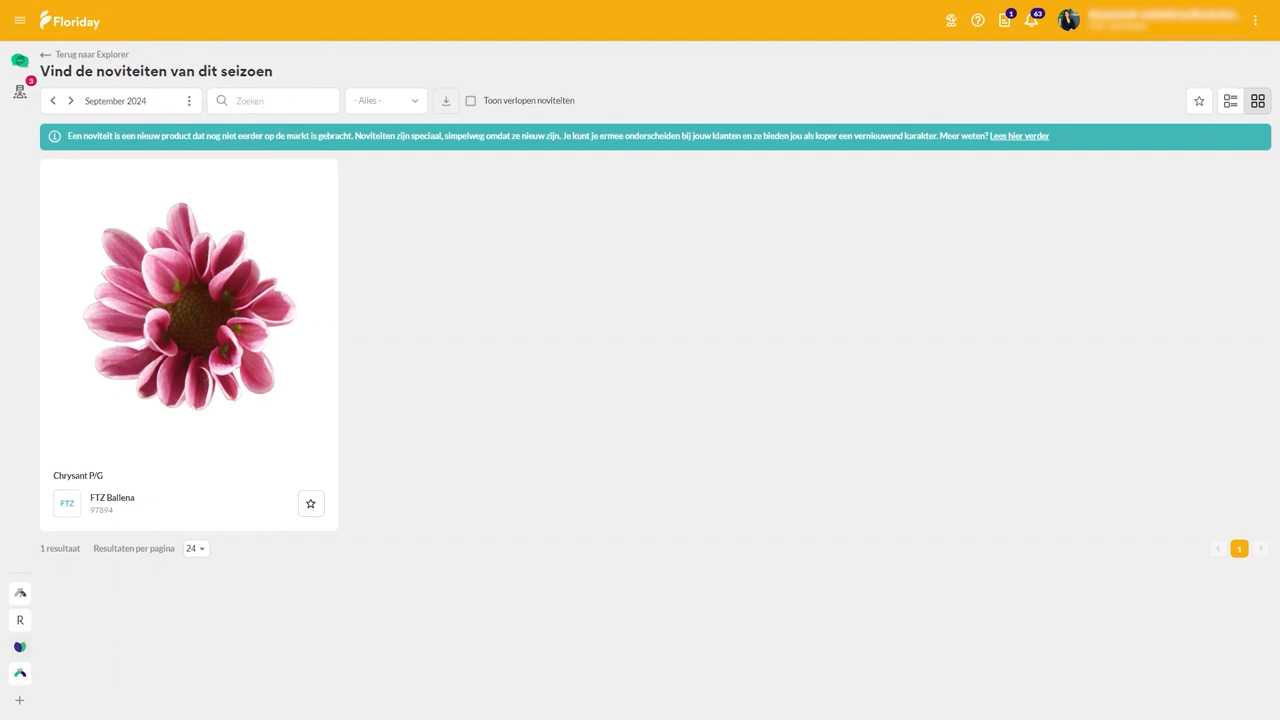 Floriday
1
63
Terug naar Explorer
Vind de noviteiten van dit seizoen
3
September 2024
Zoeken
- Alles -
Toon verlopen noviteiten
Een noviteit is een nieuw product dat nog niet eerder op de markt is gebracht. Noviteiten zijn speciaal, simpelweg omdat ze nieuw zijn. Je kunt je ermee onderscheiden bij jouw klanten en ze bieden jou als koper een vernieuwend karakter. Meer weten? Lees hier verder
Chrysant P/G
FTZ
FTZ Ballena
97894
1 resultaat
Resultaten per pagina
24
1
R